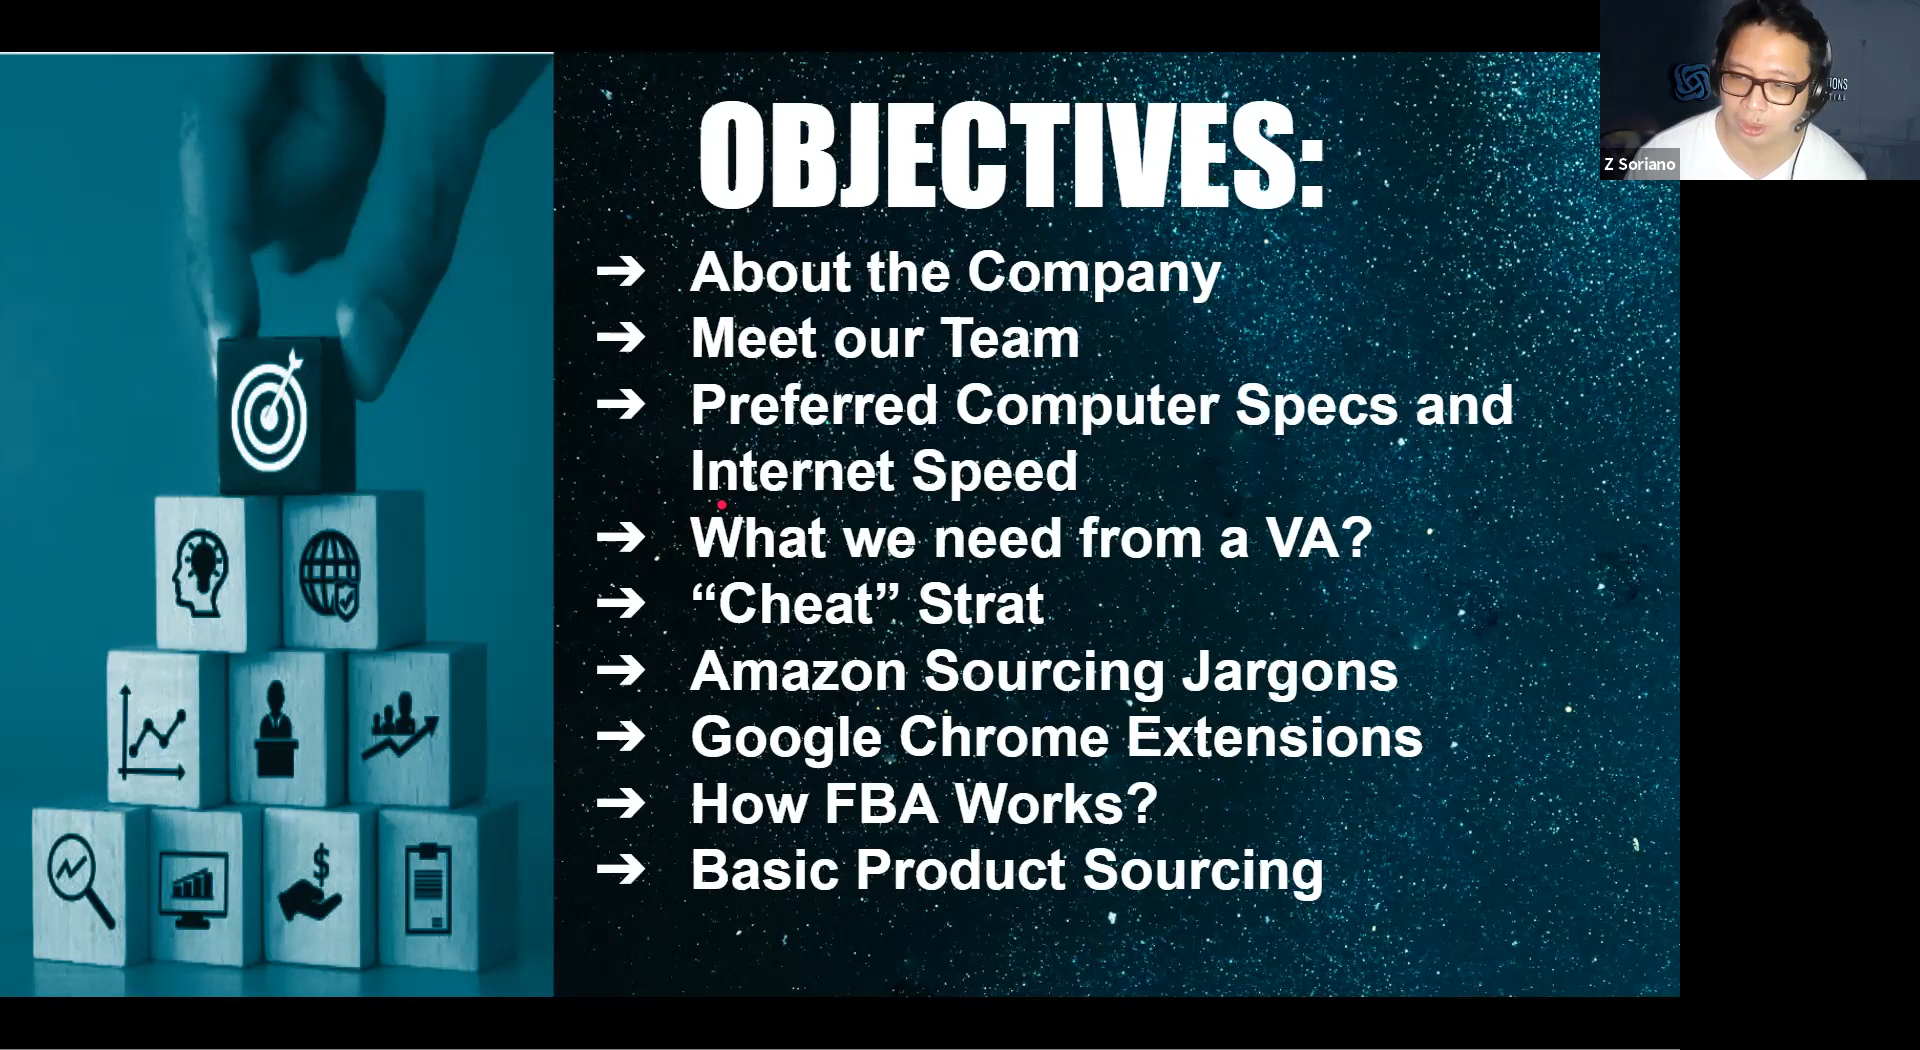 OBJECTIVES:
➔ About the Company
➔ Meet our Team
➔ Preferred Computer Specs and
Internet Speed
➔ What we need from a VA?
➔ “Cheat” Strat
➔ Amazon Sourcing Jargons
➔ Google Chrome Extensions
➔ How FBA Works?
➔ Basic Product Sourcing
$
Z Soriano